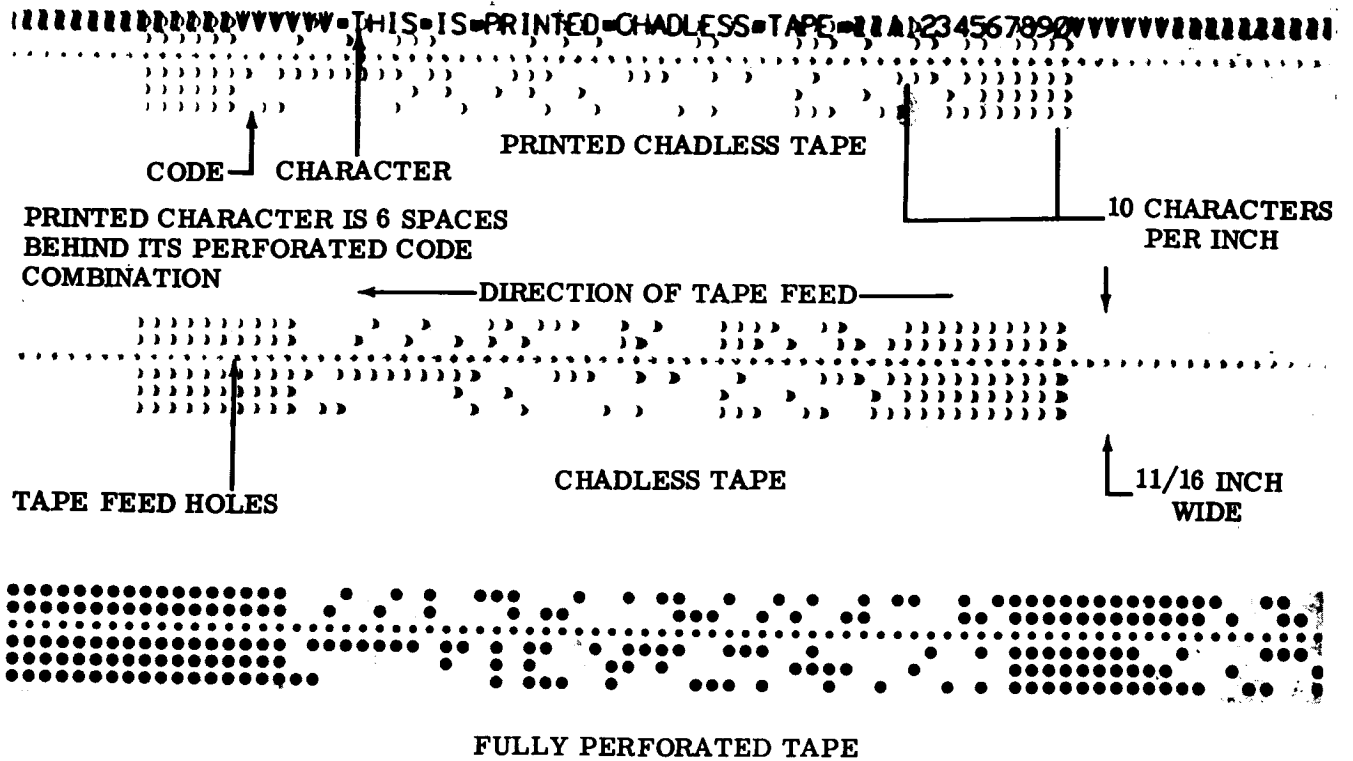 THIS IS PRINTED CHADLESS TAPE 234567890
PRINTED CHADLESS TAPE
CODE CHARACTER
PRINTED CHARACTER IS 6 SPACES
BEHIND ITS PERFORATED CODE
COMBINATION
10 CHARACTERS
PER INCH
DIRECTION OF TAPE FEED
CHADLESS TAPE
TAPE FEED HOLES
11/16 INCH
WIDE
FULLY PERFORATED TAPE